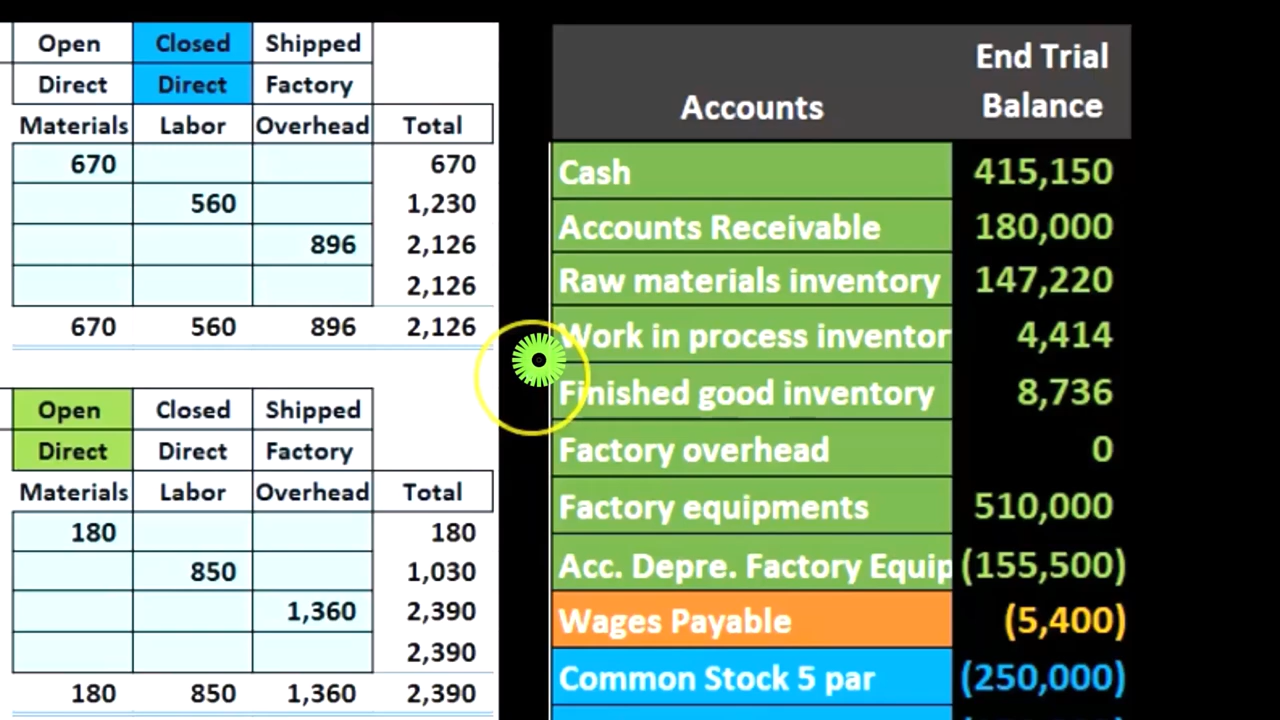 Open Closed Shipped
Direct Direct Factory
Materials Labor Overhead Total
670 670
560 1,230
896 2,126
2,126
670 560 896 2,126
Open Closed Shipped
Direct Direct Factory
Materials Labor Overhead Total
180 180
850 1,030
1,360 2,390
2,390
180 850 1,360 2,390
End Trial
Accounts Balance
Cash 415,150
Accounts Receivable 180,000
Raw materials inventory 147,220
Work in process inventor 4,414
Finished good inventory 8,736
Factory overhead 0
Factory equipments 510,000
Acc. Depre. Factory Equip (155,500)
Wages Payable (5,400)
Common Stock 5 par (250,000)